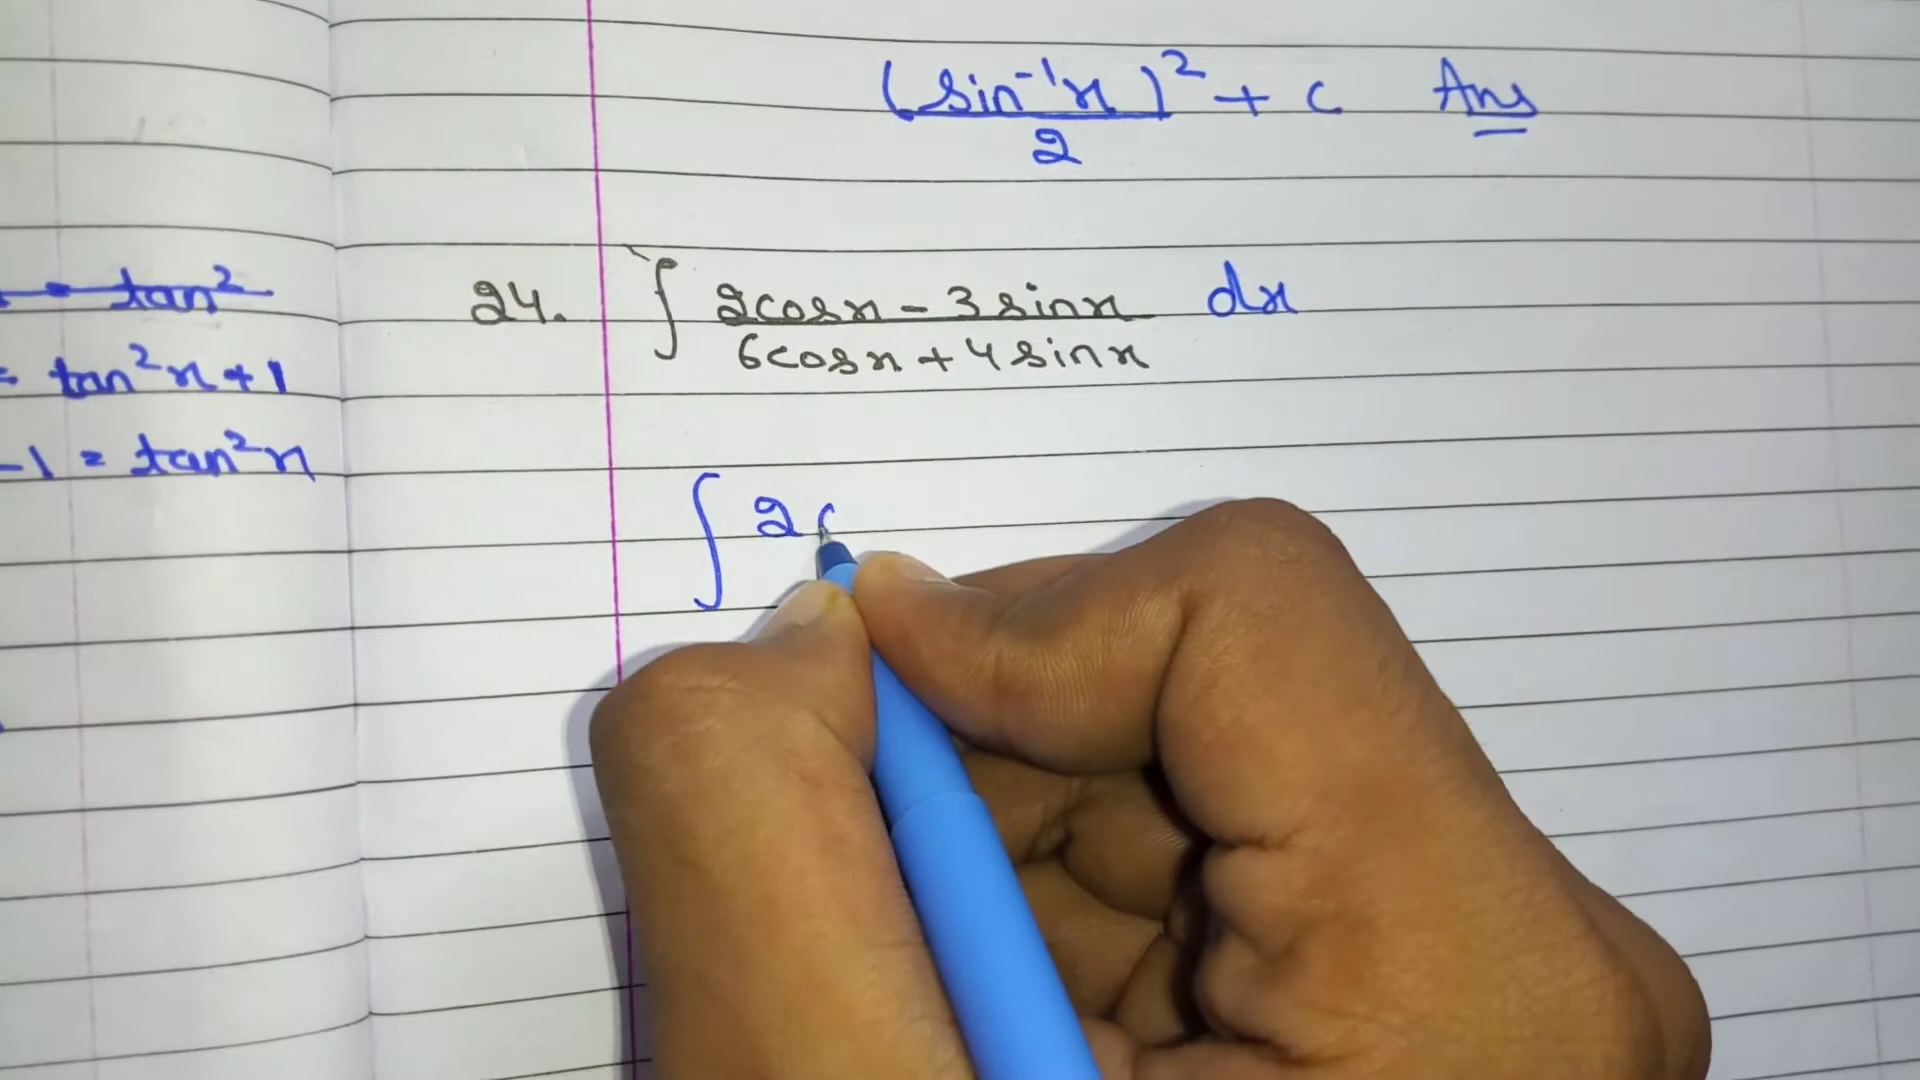 (sin⁻¹x)² + c Ans
2
= tan²
= tan²x + 1
-1 = tan²x
24. ∫ 2cosx - 3sinx dx
6cosx + 4sinx
∫ 2c